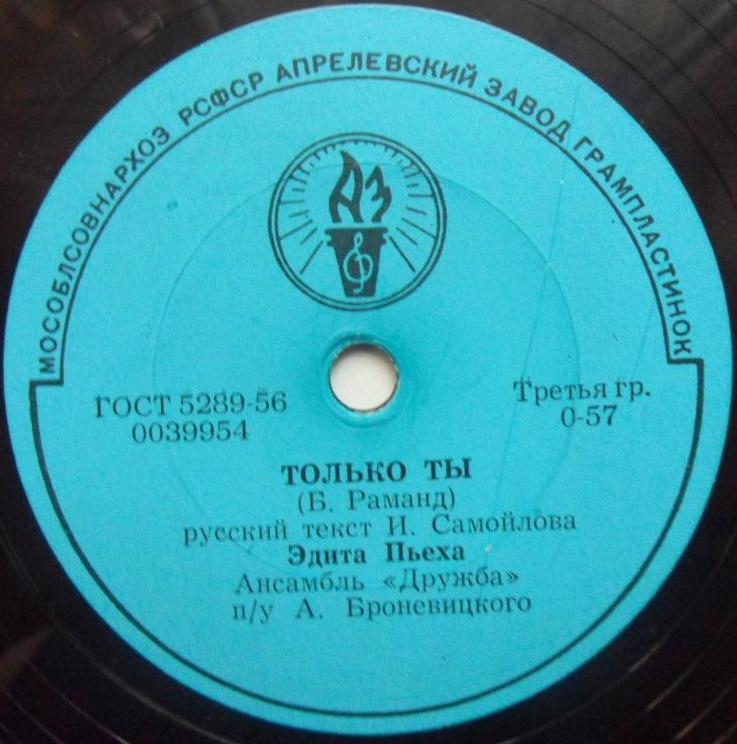 МОСОБЛСОВНАРХОЗ РСФСР АПРЕЛЕВСКИЙ ЗАВОД ГРАМПЛАСТИНОК
АЗ
ГОСТ 5289-56
0039954
Третья гр.
0-57
ТОЛЬКО ТЫ
(Б. Раманд)
русский текст И. Самойлова
Эдита Пьеха
Ансамбль «Дружба»
п/у А. Броневицкого